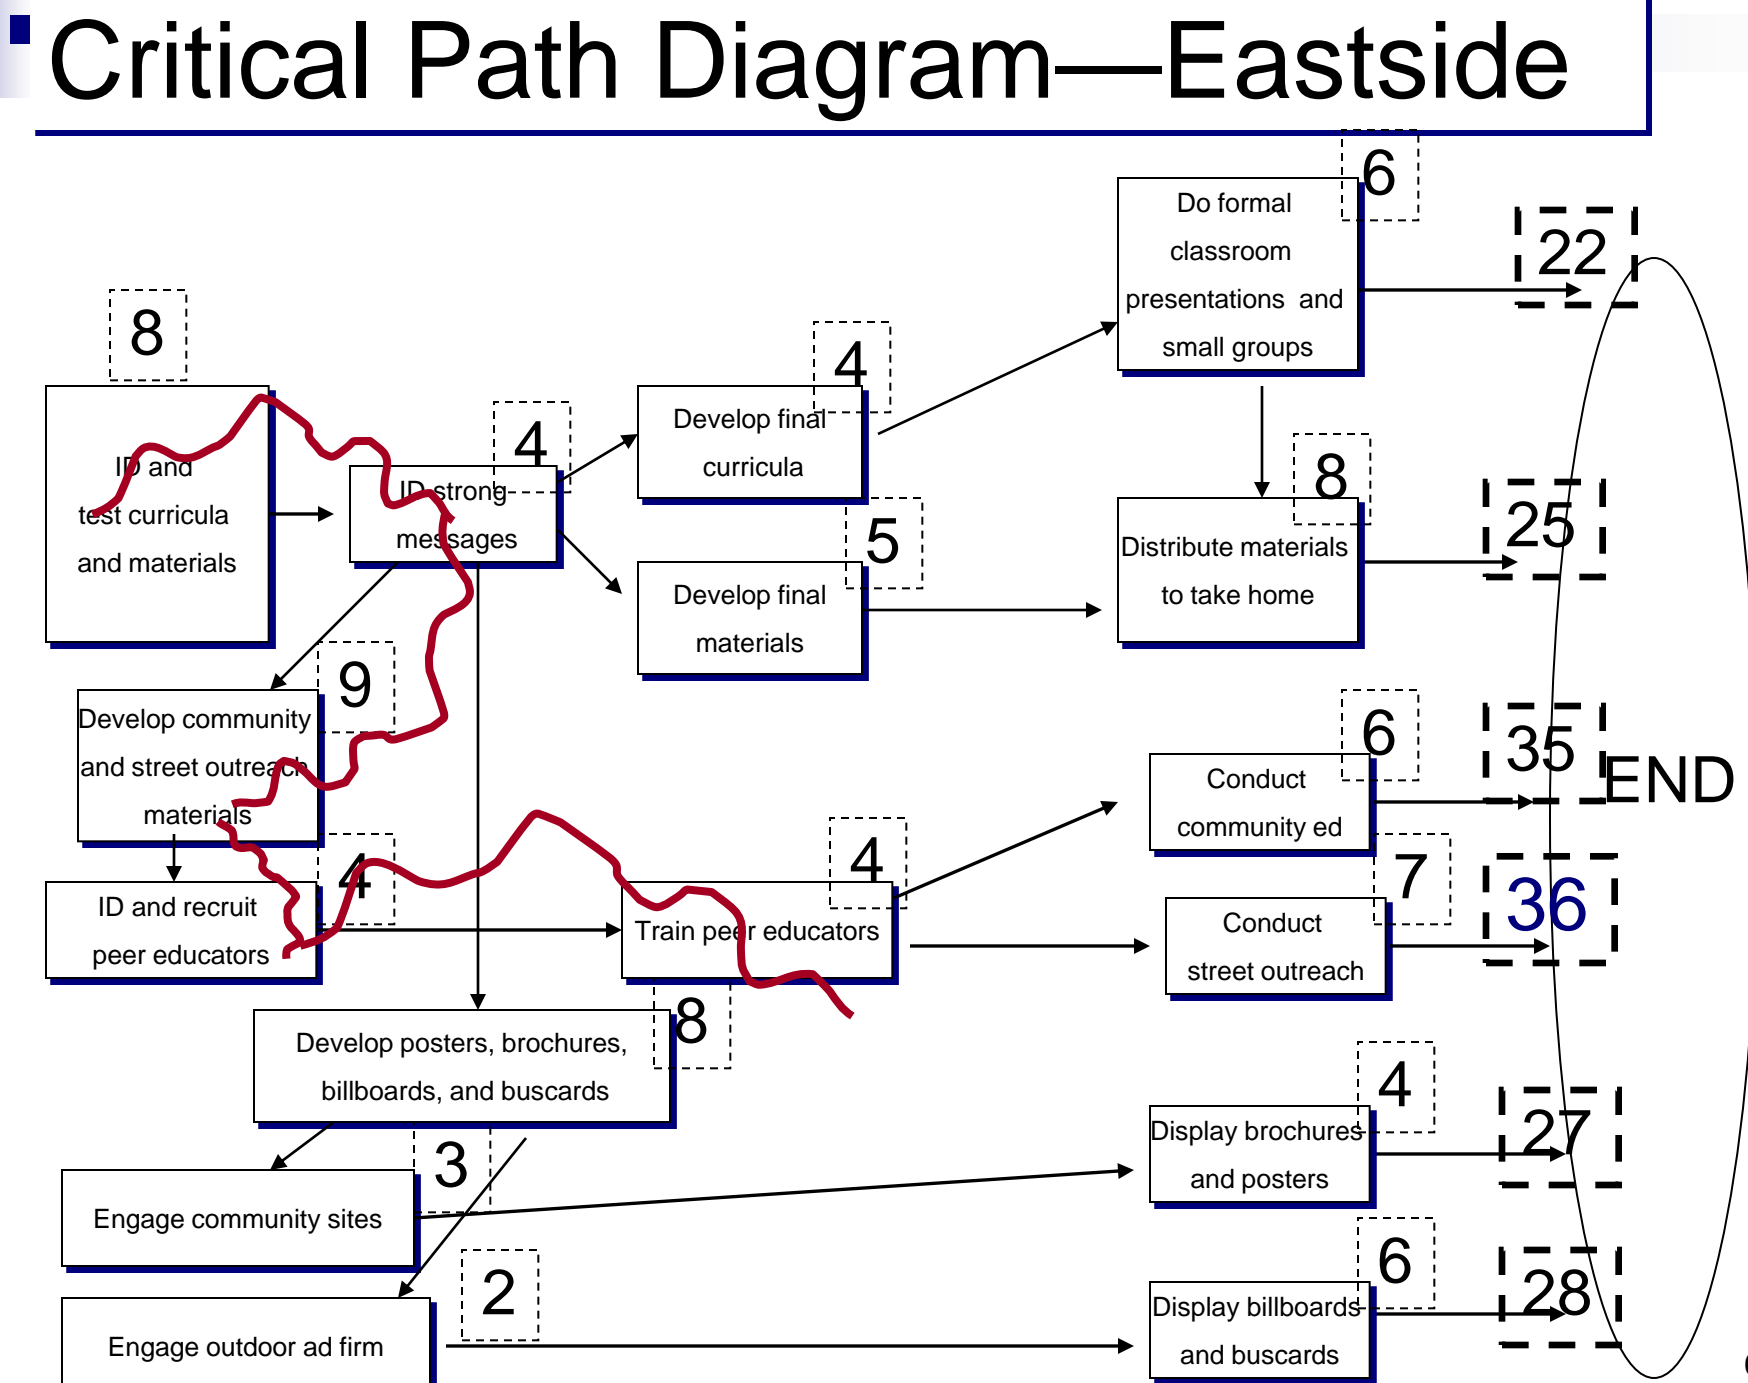 Critical Path Diagram—Eastside
6
Do formal
classroom
presentations and
small groups
22
8
ID and
test curricula
and materials
4
ID strong
messages
4
Develop final
curricula
5
Develop final
materials
8
Distribute materials
to take home
25
9
Develop community
and street outreach
materials
6
Conduct
community ed
35
END
4
ID and recruit
peer educators
4
Train peer educators
7
Conduct
street outreach
36
8
Develop posters, brochures,
billboards, and buscards
3
Engage community sites
4
Display brochures
and posters
27
2
Engage outdoor ad firm
6
Display billboards
and buscards
28